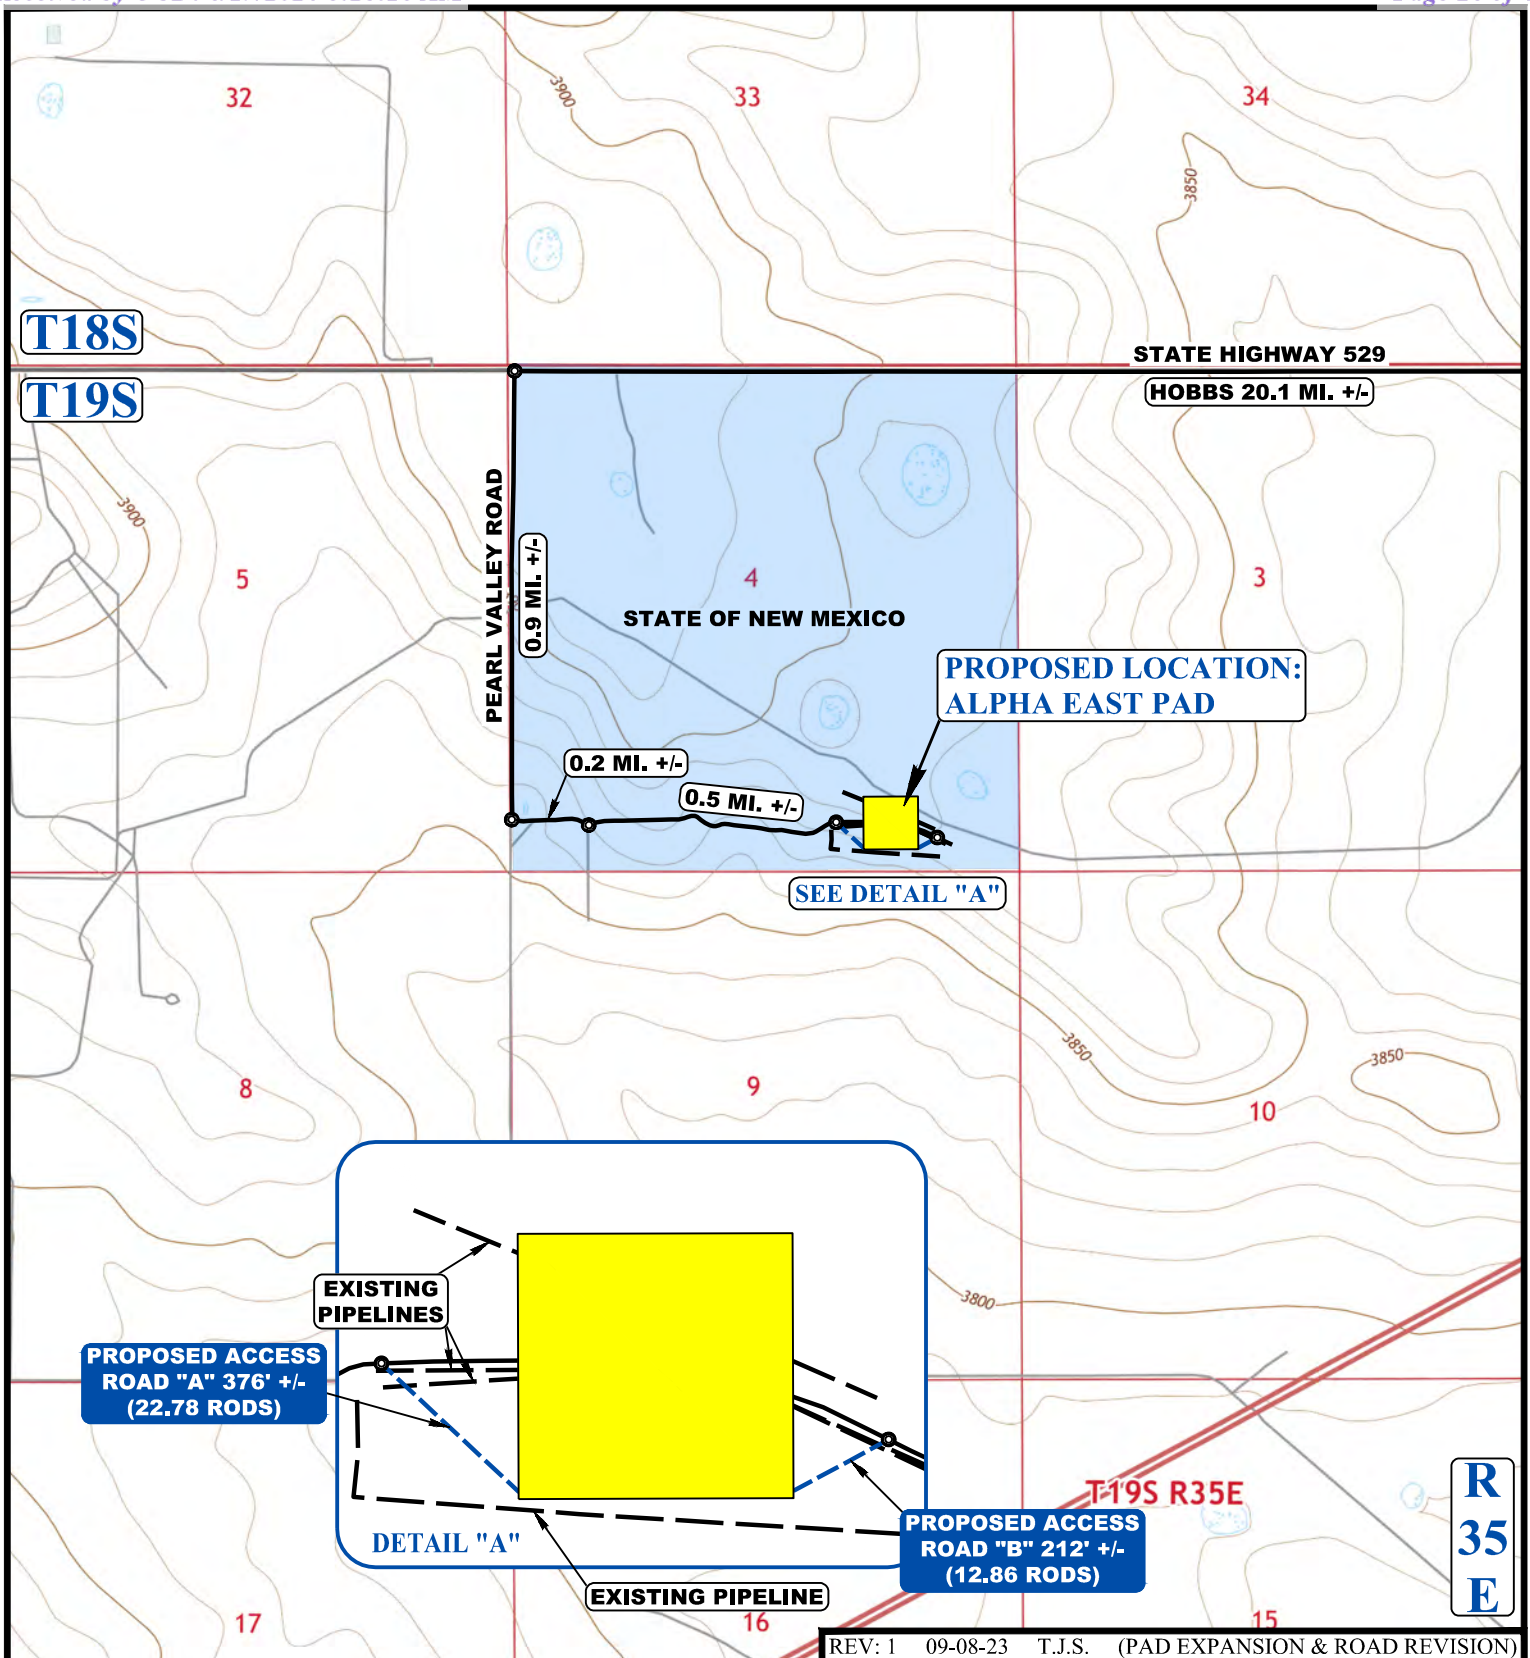 32
33
34
3900
3850
T18S
STATE HIGHWAY 529
T19S
HOBBS 20.1 MI. +/-
3900
PEARL VALLEY ROAD
0.9 MI. +/-
5
4
3
STATE OF NEW MEXICO
PROPOSED LOCATION:
ALPHA EAST PAD
0.2 MI. +/-
0.5 MI. +/-
SEE DETAIL "A"
3850
3850
8
9
10
3800
EXISTING
PIPELINES
PROPOSED ACCESS
ROAD "A" 376' +/-
(22.78 RODS)
T19S R35E
R
35
E
PROPOSED ACCESS
ROAD "B" 212' +/-
(12.86 RODS)
DETAIL "A"
EXISTING PIPELINE
17
16
15
REV: 1 09-08-23 T.J.S. (PAD EXPANSION & ROAD REVISION)